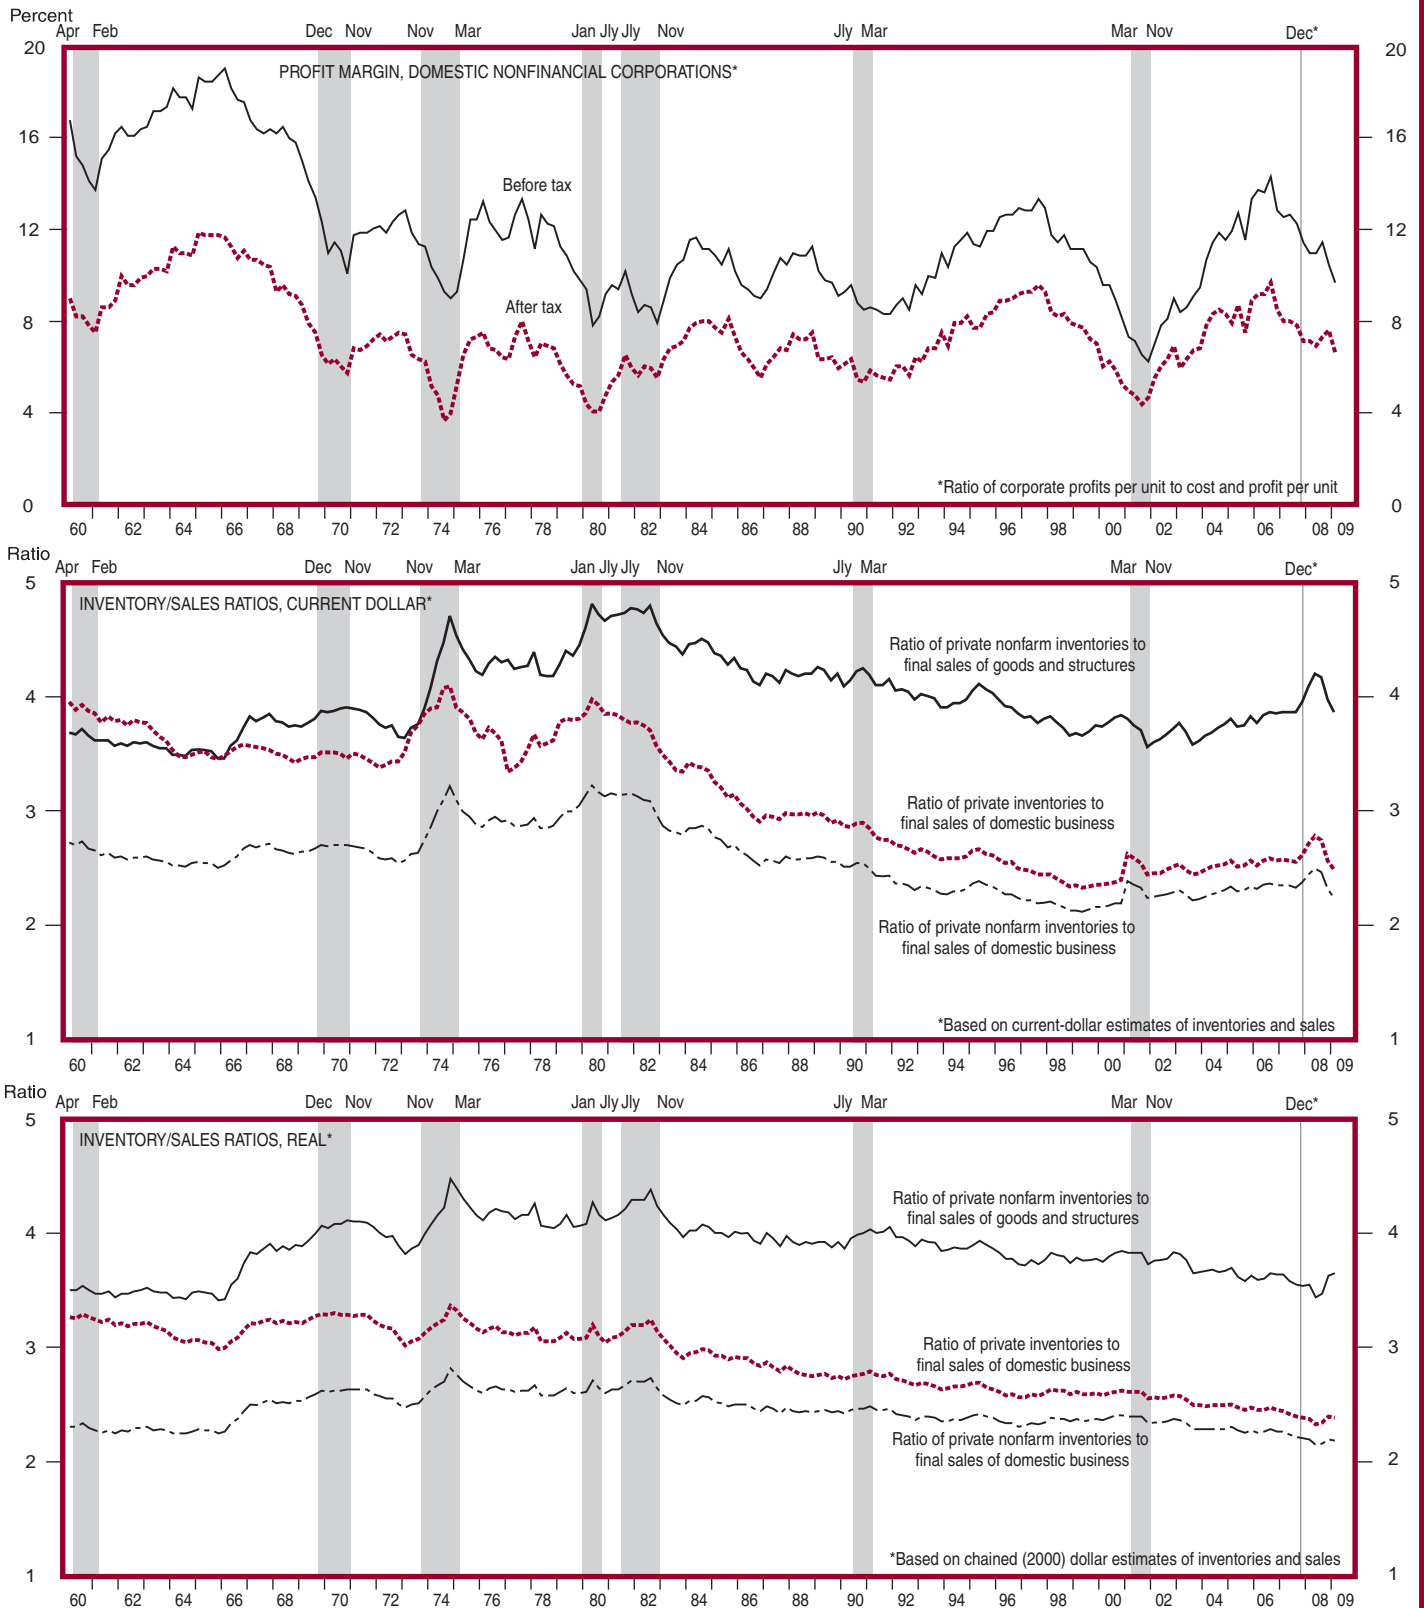 Percent
Apr Feb Dec Nov Nov Mar Jan Jly Jly Nov Jly Mar Mar Nov Dec*
20 20
PROFIT MARGIN, DOMESTIC NONFINANCIAL CORPORATIONS*
16 16
Before tax
12 12
After tax
8 8
4 4
*Ratio of corporate profits per unit to cost and profit per unit
0 0
60 62 64 66 68 70 72 74 76 78 80 82 84 86 88 90 92 94 96 98 00 02 04 06 08 09
Ratio
Apr Feb Dec Nov Nov Mar Jan Jly Jly Nov Jly Mar Mar Nov Dec*
5 5
INVENTORY/SALES RATIOS, CURRENT DOLLAR*
Ratio of private nonfarm inventories to
final sales of goods and structures
4 4
Ratio of private inventories to
3 3
final sales of domestic business
2 2
Ratio of private nonfarm inventories to
final sales of domestic business
*Based on current-dollar estimates of inventories and sales
1 1
60 62 64 66 68 70 72 74 76 78 80 82 84 86 88 90 92 94 96 98 00 02 04 06 08 09
Ratio
Apr Feb Dec Nov Nov Mar Jan Jly Jly Nov Jly Mar Mar Nov Dec*
5 5
INVENTORY/SALES RATIOS, REAL*
Ratio of private nonfarm inventories to
final sales of goods and structures
4 4
Ratio of private inventories to
3 3
final sales of domestic business
Ratio of private nonfarm inventories to
final sales of domestic business
2 2
*Based on chained (2000) dollar estimates of inventories and sales
1 1
60 62 64 66 68 70 72 74 76 78 80 82 84 86 88 90 92 94 96 98 00 02 04 06 08 09